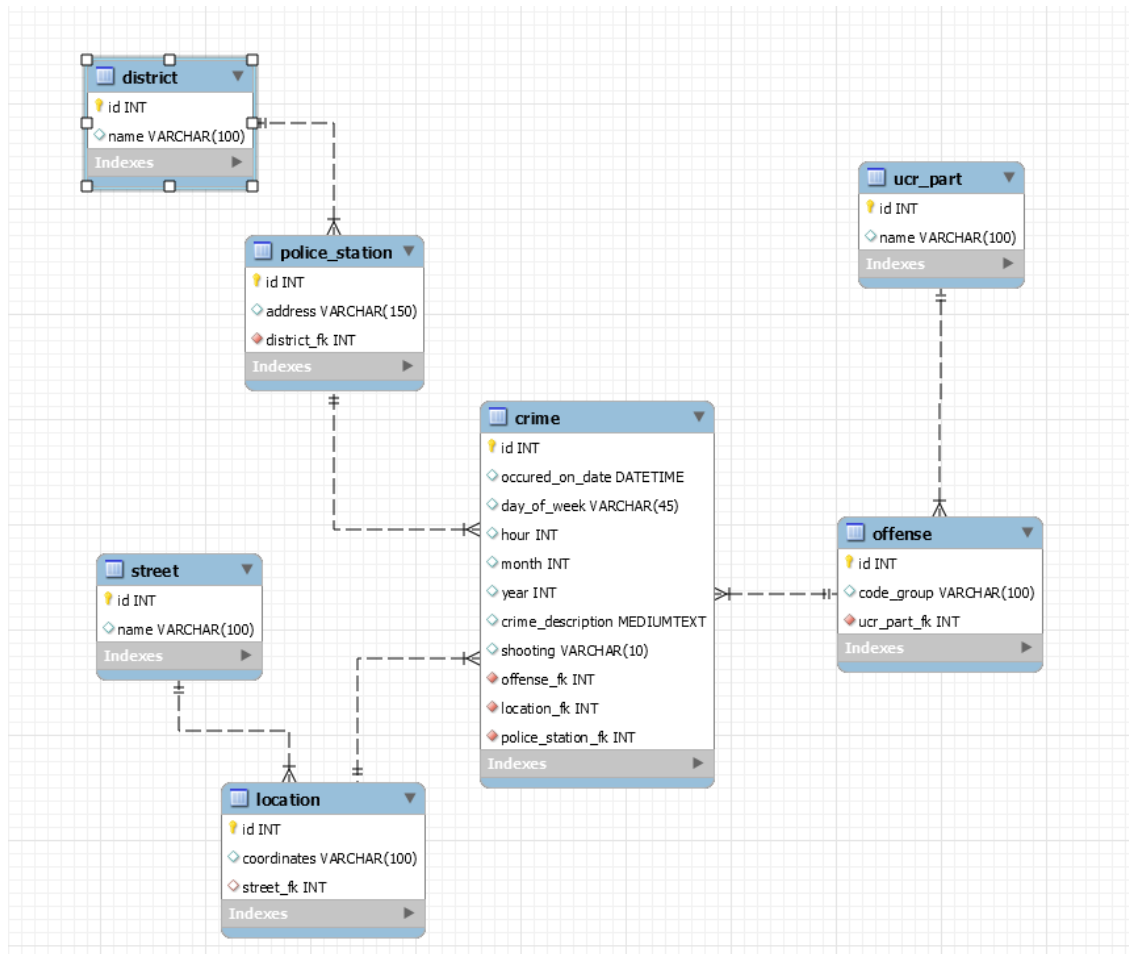 district
id INT
name VARCHAR(100)
Indexes
police_station
id INT
address VARCHAR(150)
district_fk INT
Indexes
ucr_part
id INT
name VARCHAR(100)
Indexes
crime
id INT
occured_on_date DATETIME
day_of_week VARCHAR(45)
hour INT
month INT
year INT
crime_description MEDIUMTEXT
shooting VARCHAR(10)
offense_fk INT
location_fk INT
police_station_fk INT
Indexes
offense
id INT
code_group VARCHAR(100)
ucr_part_fk INT
Indexes
street
id INT
name VARCHAR(100)
Indexes
location
id INT
coordinates VARCHAR(100)
street_fk INT
Indexes